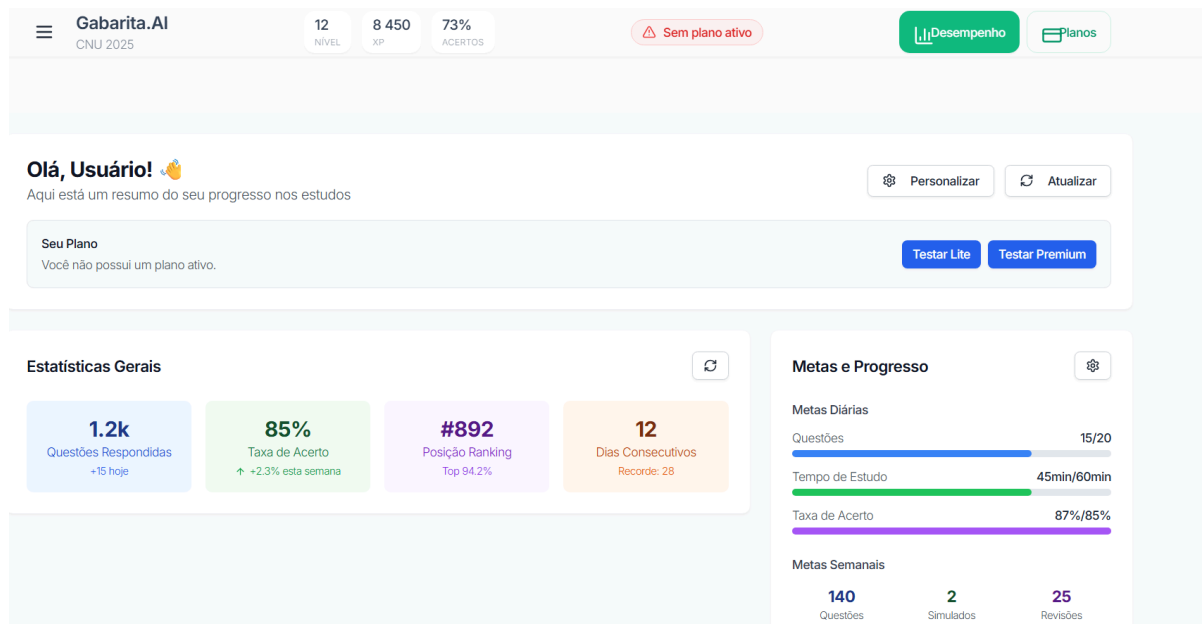 Gabarita.AI
CNU 2025
12
NÍVEL
8 450
XP
73%
ACERTOS
Sem plano ativo
Desempenho
Planos
Olá, Usuário! 👋
Aqui está um resumo do seu progresso nos estudos
Personalizar
Atualizar
Seu Plano
Você não possui um plano ativo.
Testar Lite
Testar Premium
Estatísticas Gerais
1.2k
Questões Respondidas
+15 hoje
85%
Taxa de Acerto
↑ +2.3% esta semana
#892
Posição Ranking
Top 94.2%
12
Dias Consecutivos
Recorde: 28
Metas e Progresso
Metas Diárias
Questões 15/20
Tempo de Estudo 45min/60min
Taxa de Acerto 87%/85%
Metas Semanais
140
Questões
2
Simulados
25
Revisões